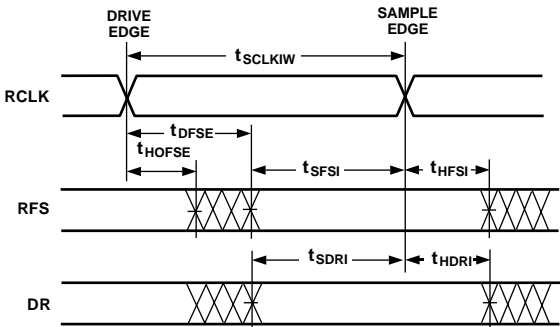 DRIVE EDGE
SAMPLE EDGE
tSCLKIW
RCLK
tDFSE
tHOFSE
tSFSI
tHFSI
RFS
tSDRI
tHDRI
DR